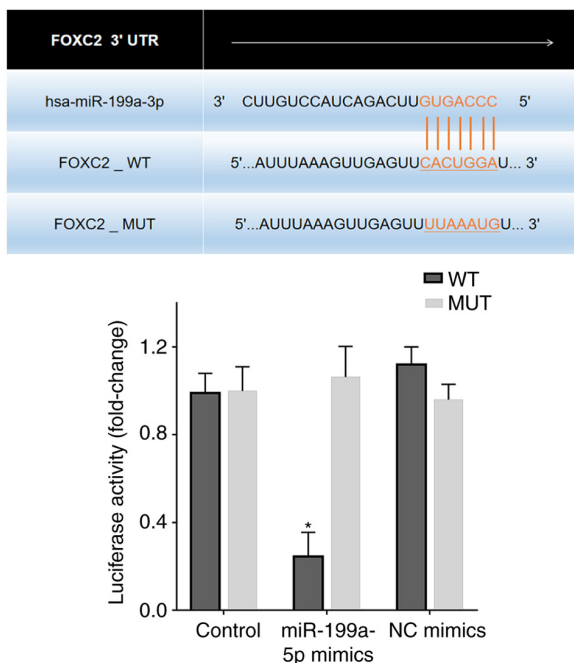 FOXC2 3' UTR
hsa-miR-199a-3p 3' CUUGUCCAUCAGACUUGUGACCC 5'
FOXC2 _ WT 5'...AUUUAAAGUUGAGUUCACUGGAU... 3'
FOXC2 _ MUT 5'...AUUUAAAGUUGAGUUUUAAAUGU... 3'
WT
MUT
Luciferase activity (fold-change)
1.2
0.8
0.4
0.0
*
Control miR-199a-5p mimics NC mimics